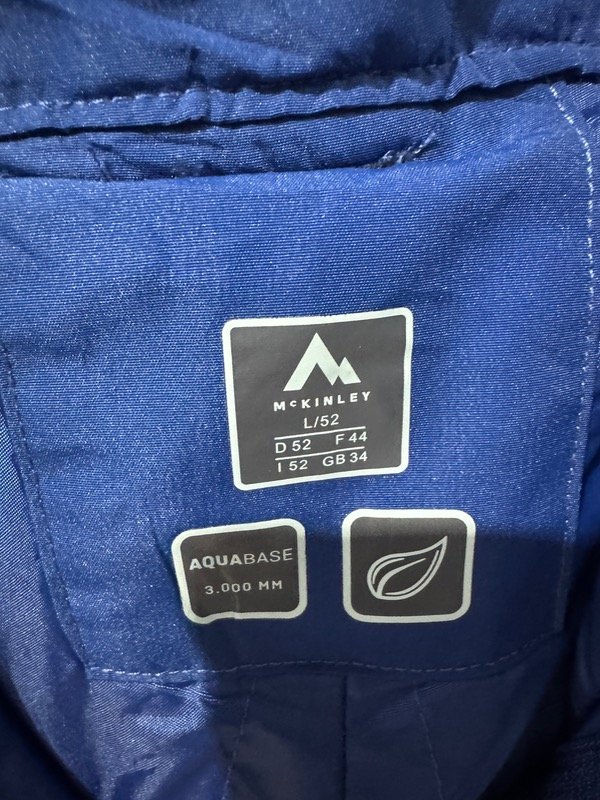 McKINLEY
L/52
D 52 F 44
I 52 GB 34
AQUABASE
3.000 MM